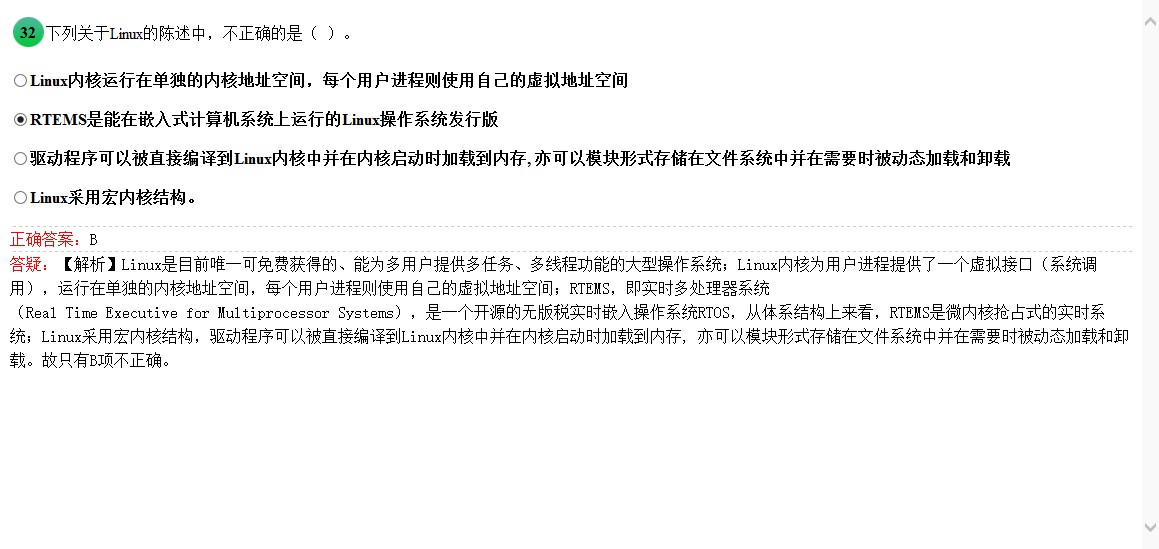 32 下列关于Linux的陈述中，不正确的是（ ）。
Linux内核运行在单独的内核地址空间，每个用户进程则使用自己的虚拟地址空间
RTEMS是能在嵌入式计算机系统上运行的Linux操作系统发行版
驱动程序可以被直接编译到Linux内核中并在内核启动时加载到内存,亦可以模块形式存储在文件系统中并在需要时被动态加载和卸载
Linux采用宏内核结构。
正确答案：B
答疑：【解析】Linux是目前唯一可免费获得的、能为多用户提供多任务、多线程功能的大型操作系统；Linux内核为用户进程提供了一个虚拟接口（系统调
用），运行在单独的内核地址空间，每个用户进程则使用自己的虚拟地址空间；RTEMS，即实时多处理器系统
（Real Time Executive for Multiprocessor Systems），是一个开源的无版税实时嵌入操作系统RTOS，从体系结构上来看，RTEMS是微内核抢占式的实时系
统；Linux采用宏内核结构，驱动程序可以被直接编译到Linux内核中并在内核启动时加载到内存, 亦可以模块形式存储在文件系统中并在需要时被动态加载和卸
载。故只有B项不正确。